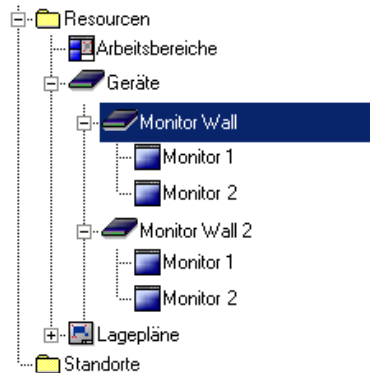 Resourcen
Arbeitsbereiche
Geräte
Monitor Wall
Monitor 1
Monitor 2
Monitor Wall 2
Monitor 1
Monitor 2
Lagepläne
Standorte